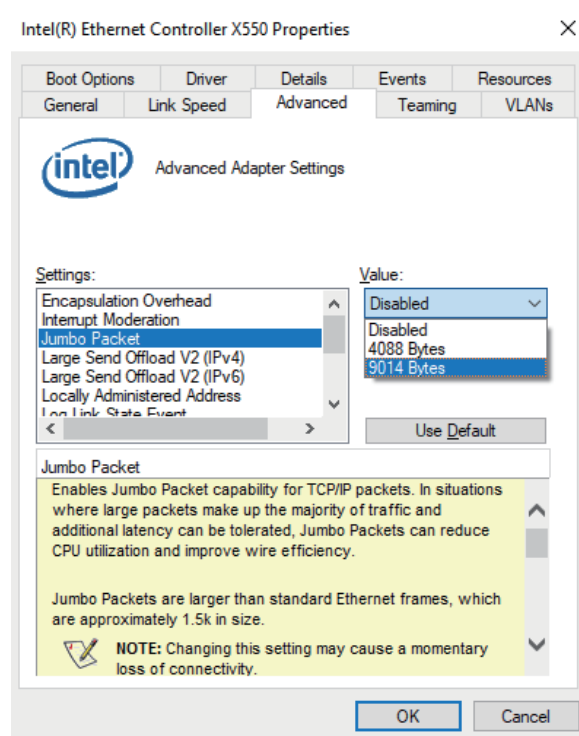 Intel(R) Ethernet Controller X550 Properties
Boot Options Driver Details Events Resources
General Link Speed Advanced Teaming VLANs
intel
Advanced Adapter Settings
Settings:
Encapsulation Overhead
Interrupt Moderation
Jumbo Packet
Large Send Offload V2 (IPv4)
Large Send Offload V2 (IPv6)
Locally Administered Address
Log Link State Event
Value:
Disabled
Disabled
4088 Bytes
9014 Bytes
Use Default
Jumbo Packet
Enables Jumbo Packet capability for TCP/IP packets. In situations
where large packets make up the majority of traffic and
additional latency can be tolerated, Jumbo Packets can reduce
CPU utilization and improve wire efficiency.
Jumbo Packets are larger than standard Ethernet frames, which
are approximately 1.5k in size.
NOTE: Changing this setting may cause a momentary
loss of connectivity.
OK Cancel